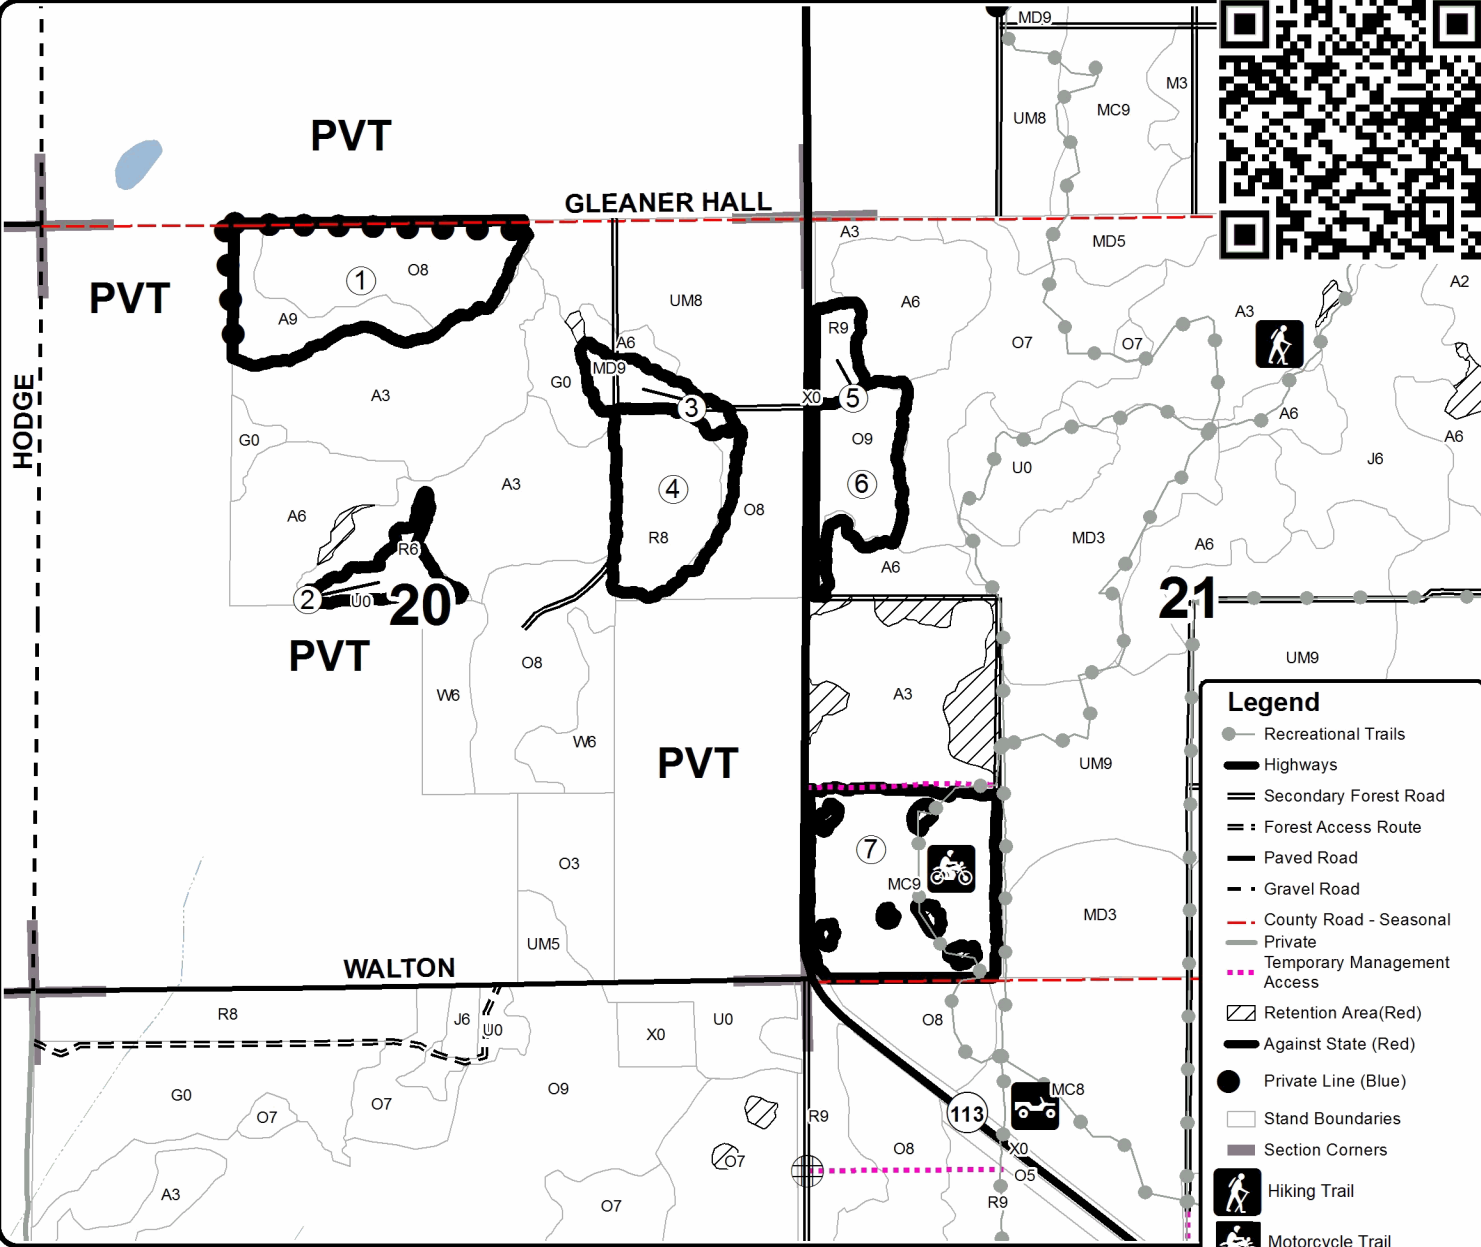 MD9
M3
UM8
MC9
PVT
GLEANER HALL
A3
MD5
PVT
1
O8
A9
UM8
A6
R9
A3
A2
O7
O7
HODGE
A6
MD9
G0
A3
3
X0
5
A6
G0
O9
A6
J6
U0
A3
4
6
A6
R8
O8
MD3
A6
R6
A6
2
U0
20
21
PVT
O8
UM9
W6
A3
W6
PVT
UM9
7
O3
MC9
MD3
UM5
WALTON
R8
J6
U0
X0
U0
O8
G0
O7
O7
O9
R9
MC8
113
X0
O8
O7
O5
A3
O7
R9
Legend
Recreational Trails
Highways
Secondary Forest Road
Forest Access Route
Paved Road
Gravel Road
County Road - Seasonal
Private
Temporary Management
Access
Retention Area(Red)
Against State (Red)
Private Line (Blue)
Stand Boundaries
Section Corners
Hiking Trail
Motorcycle Trail